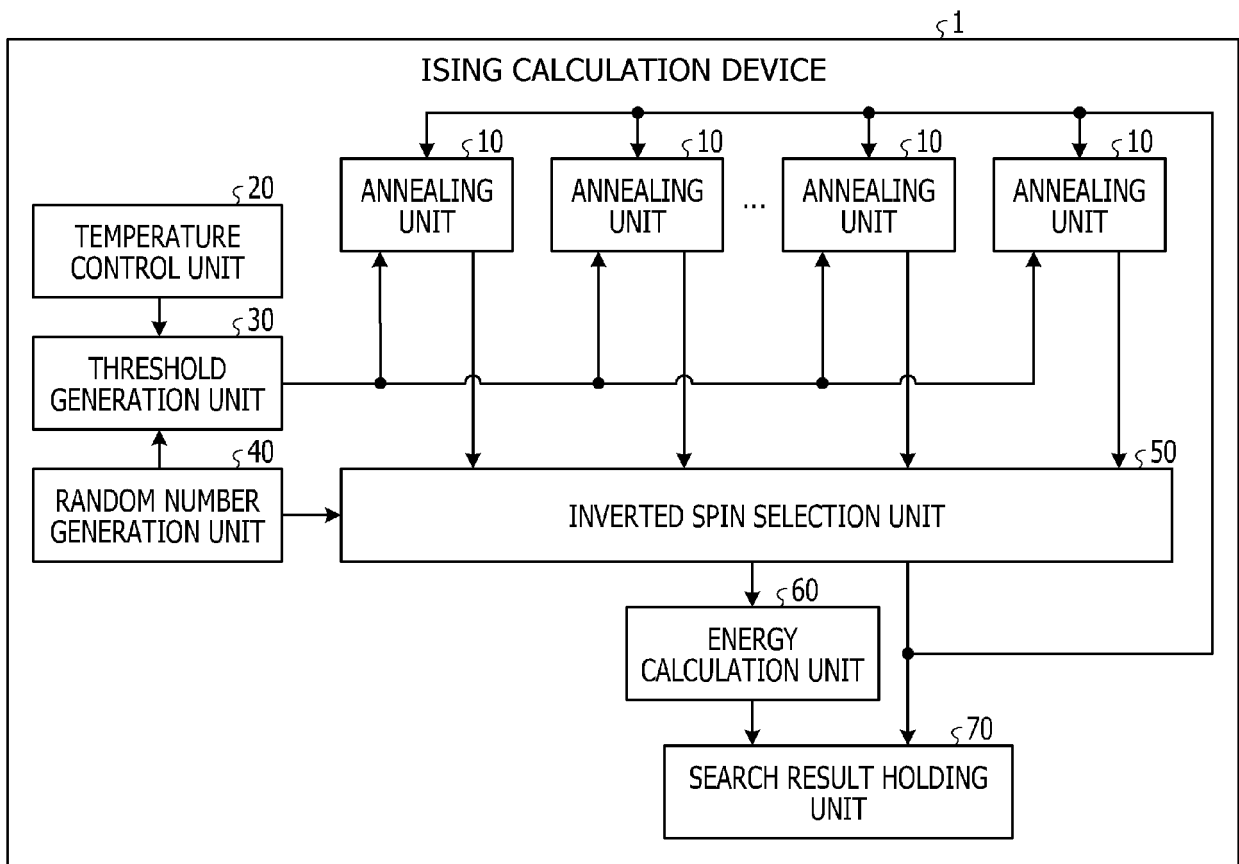 1
ISING CALCULATION DEVICE
10
ANNEALING
UNIT
10
ANNEALING
UNIT
...
10
ANNEALING
UNIT
10
ANNEALING
UNIT
20
TEMPERATURE
CONTROL UNIT
30
THRESHOLD
GENERATION UNIT
40
RANDOM NUMBER
GENERATION UNIT
50
INVERTED SPIN SELECTION UNIT
60
ENERGY
CALCULATION UNIT
70
SEARCH RESULT HOLDING
UNIT